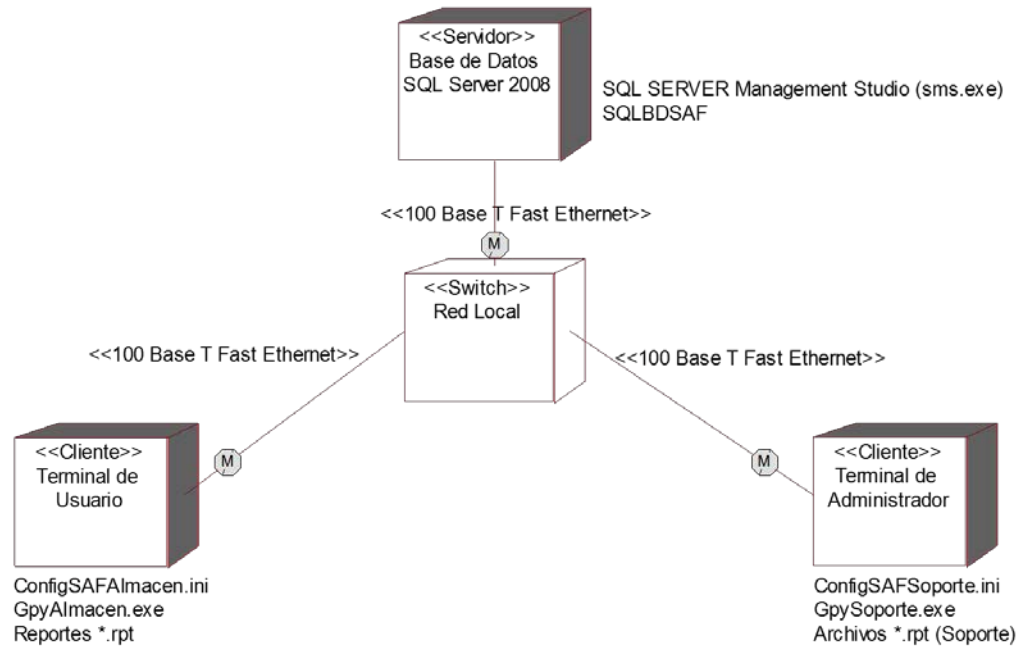 <<Servidor>>
Base de Datos
SQL Server 2008
SQL SERVER Management Studio (sms.exe)
SQLBDSAF
<<100 Base T Fast Ethernet>>
M
<<Switch>>
Red Local
<<100 Base T Fast Ethernet>>
<<100 Base T Fast Ethernet>>
M
M
<<Cliente>>
Terminal de
Usuario
<<Cliente>>
Terminal de
Administrador
ConfigSAFAlmacen.ini
GpyAlmacen.exe
Reportes *.rpt
ConfigSAFSoporte.ini
GpySoporte.exe
Archivos *.rpt (Soporte)